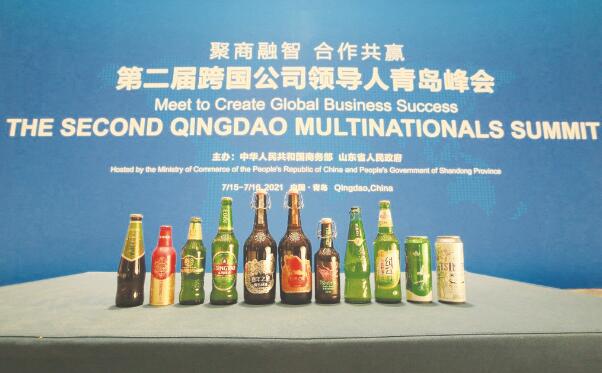 聚商融智 合作共赢
第二届跨国公司领导人青岛峰会
Meet to Create Global Business Success
THE SECOND QINGDAO MULTINATIONALS SUMMIT
主办：中华人民共和国商务部 山东省人民政府
Hosted by the Ministry of Commerce of the People's Republic of China and People's Government of Shandong Province
7/15-7/16,2021 中国·青岛 Qingdao,China
TSINGTAO